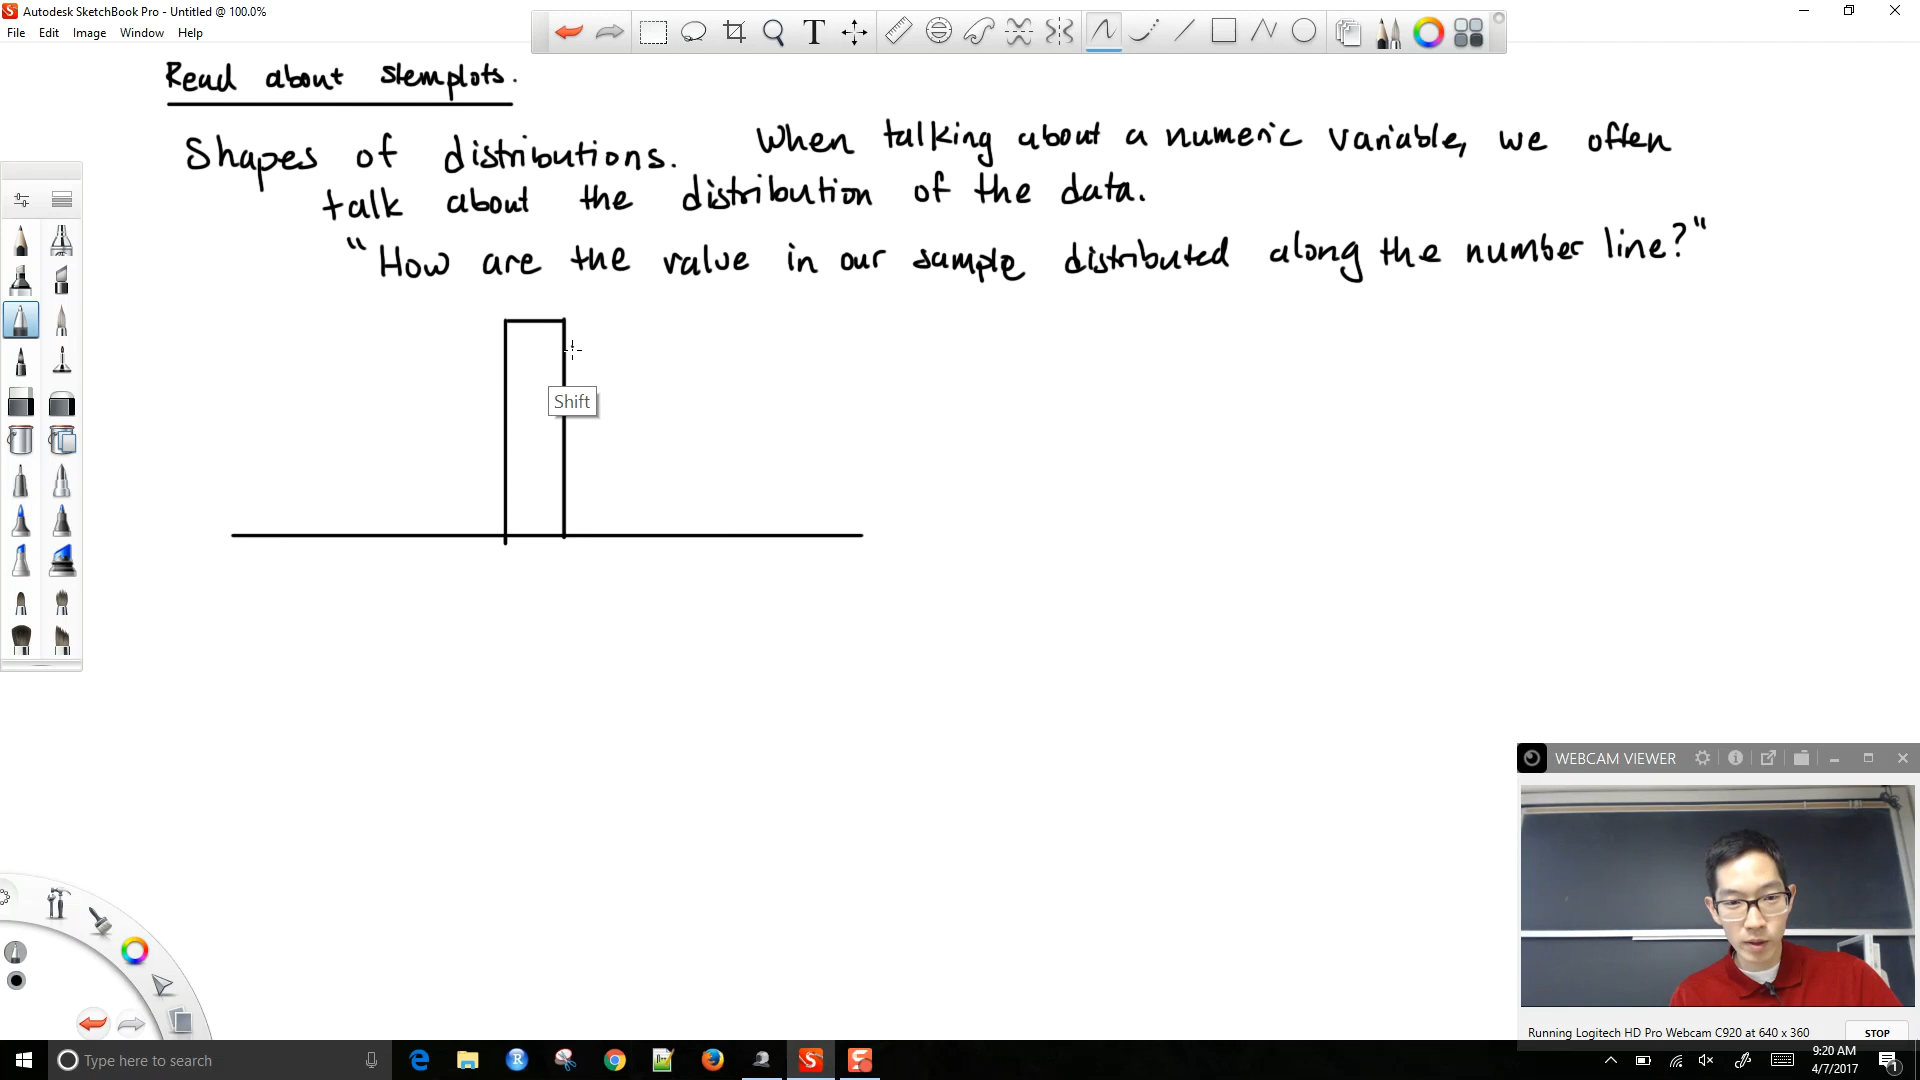 Autodesk SketchBook Pro - Untitled @ 100.0%
File Edit Image Window Help
Read about stemplots.
Shapes of distributions. When talking about a numeric variable, we often
talk about the distribution of the data.
"How are the value in our sample distributed along the number line?"
Shift
WEBCAM VIEWER
Running Logitech HD Pro Webcam C920 at 640 x 360
STOP
Type here to search
9:20 AM
4/7/2017